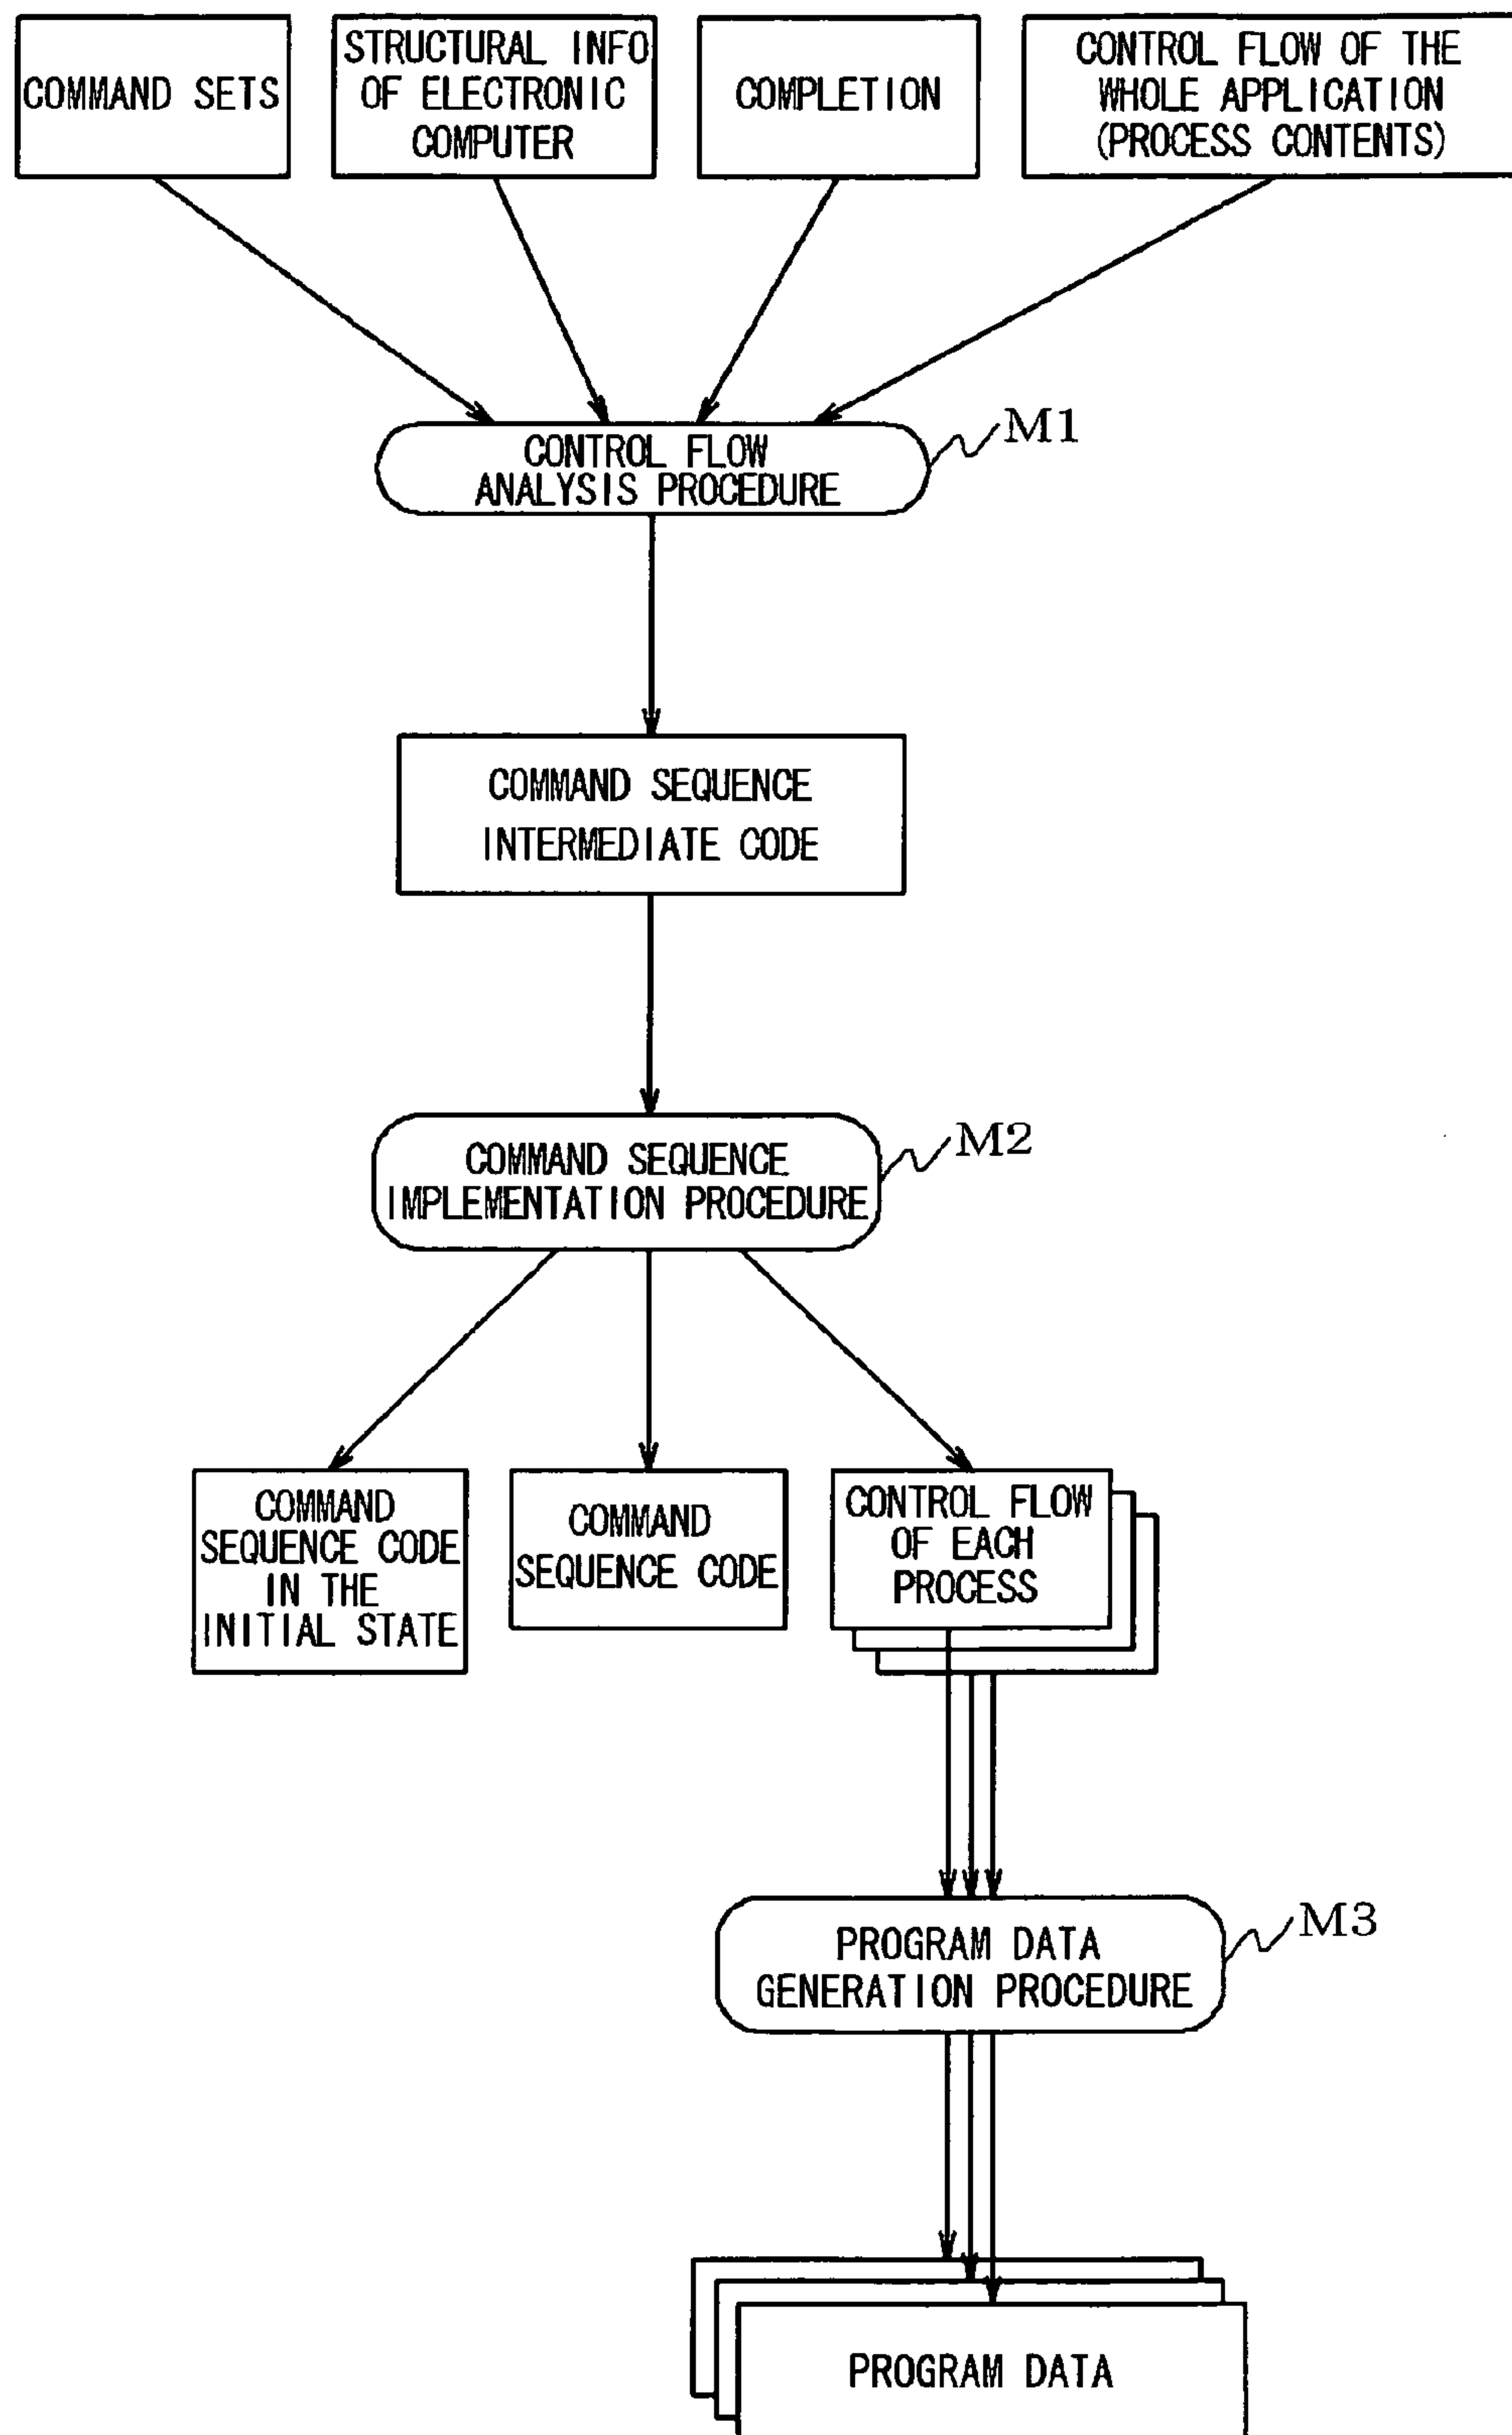 COMMAND SETS
STRUCTURAL INFO
OF ELECTRONIC
COMPUTER
COMPLETION
CONTROL FLOW OF THE
WHOLE APPLICATION
(PROCESS CONTENTS)
CONTROL FLOW
ANALYSIS PROCEDURE
M1
COMMAND SEQUENCE
INTERMEDIATE CODE
COMMAND SEQUENCE
IMPLEMENTATION PROCEDURE
M2
COMMAND
SEQUENCE CODE
IN THE
INITIAL STATE
COMMAND
SEQUENCE CODE
CONTROL FLOW
OF EACH
PROCESS
PROGRAM DATA
GENERATION PROCEDURE
M3
PROGRAM DATA